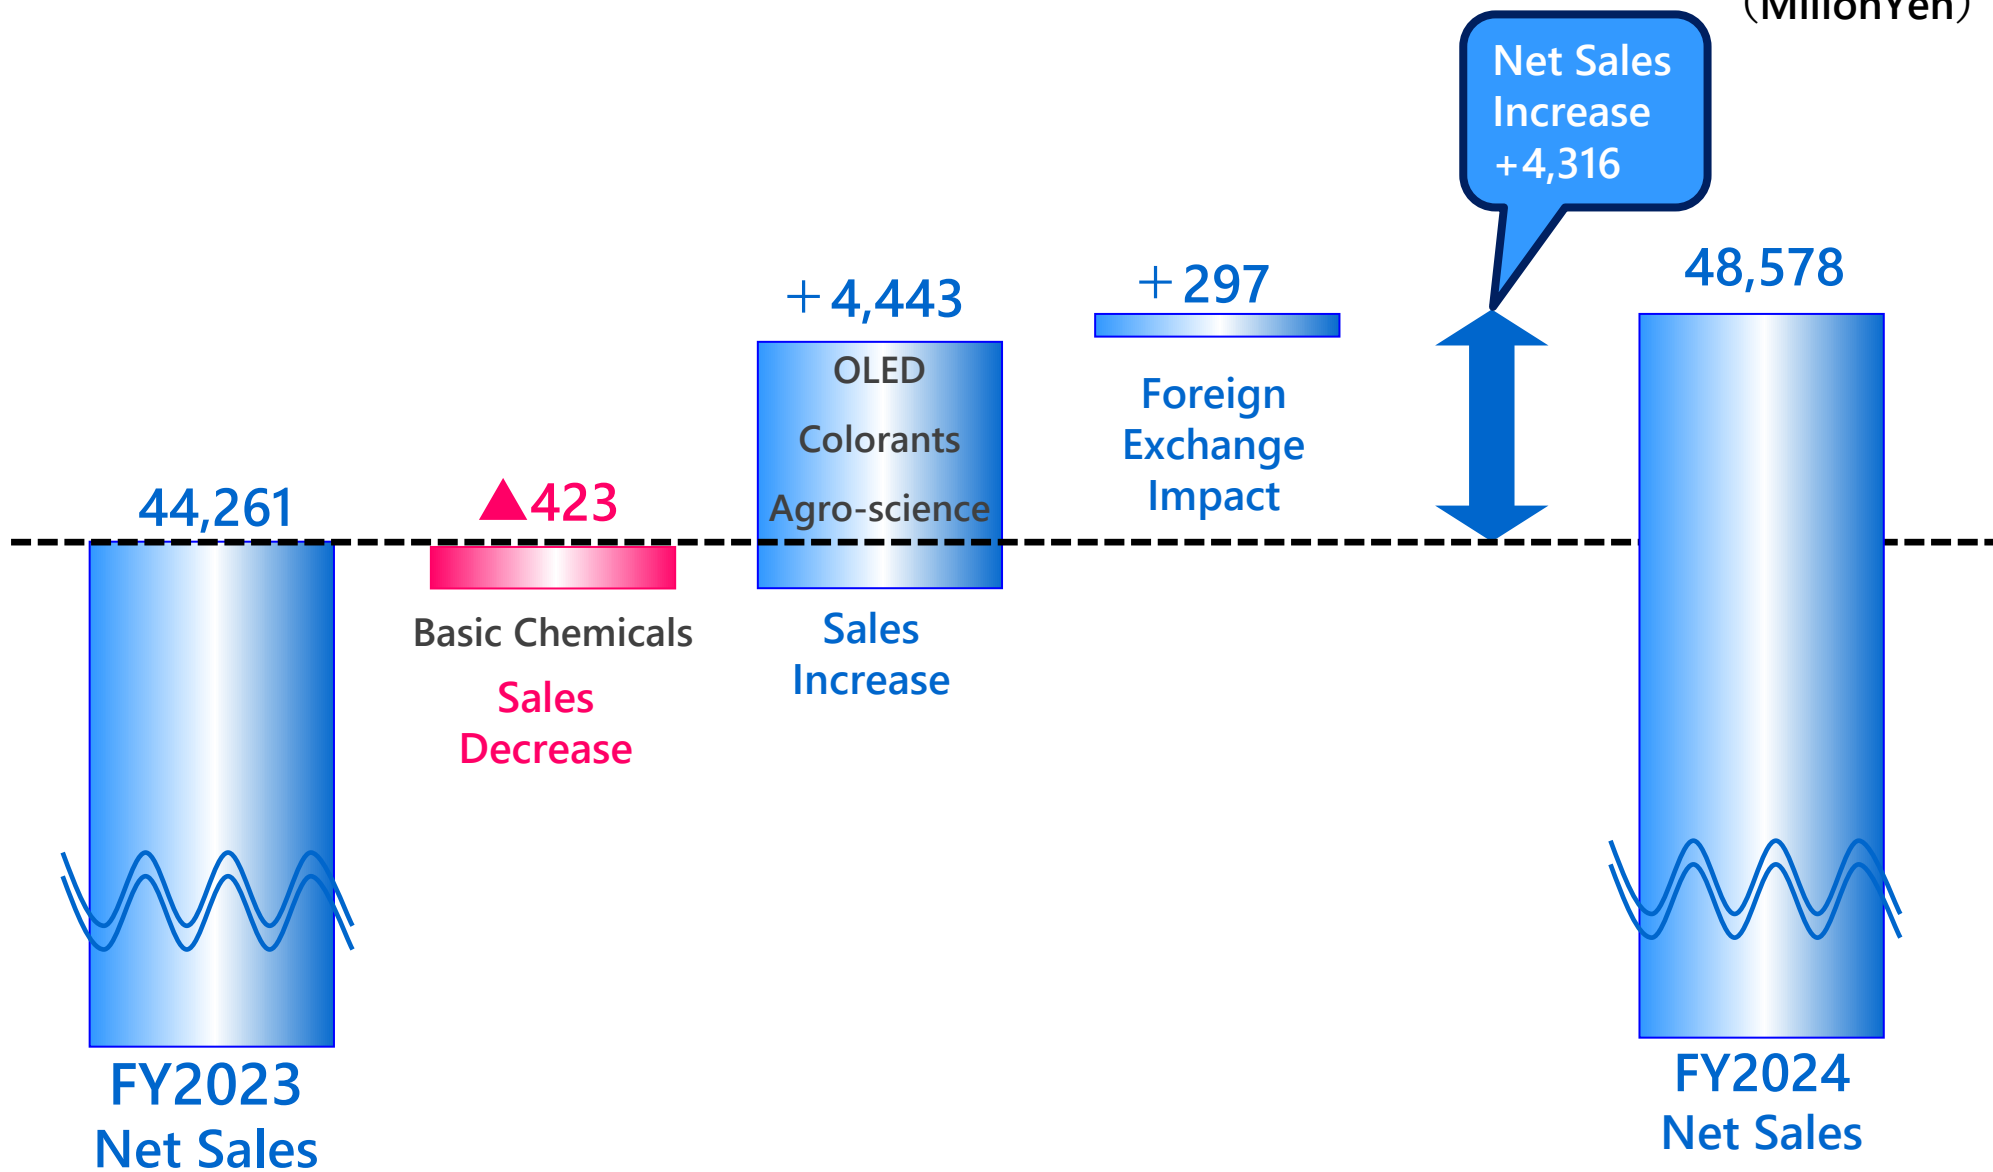 （MillonYen）
Net Sales
Increase
+4,316
44,261
▲423
＋4,443
＋297
48,578
OLED
Colorants
Agro-science
Foreign
Exchange
Impact
Basic Chemicals
Sales
Decrease
Sales
Increase
FY2023
Net Sales
FY2024
Net Sales